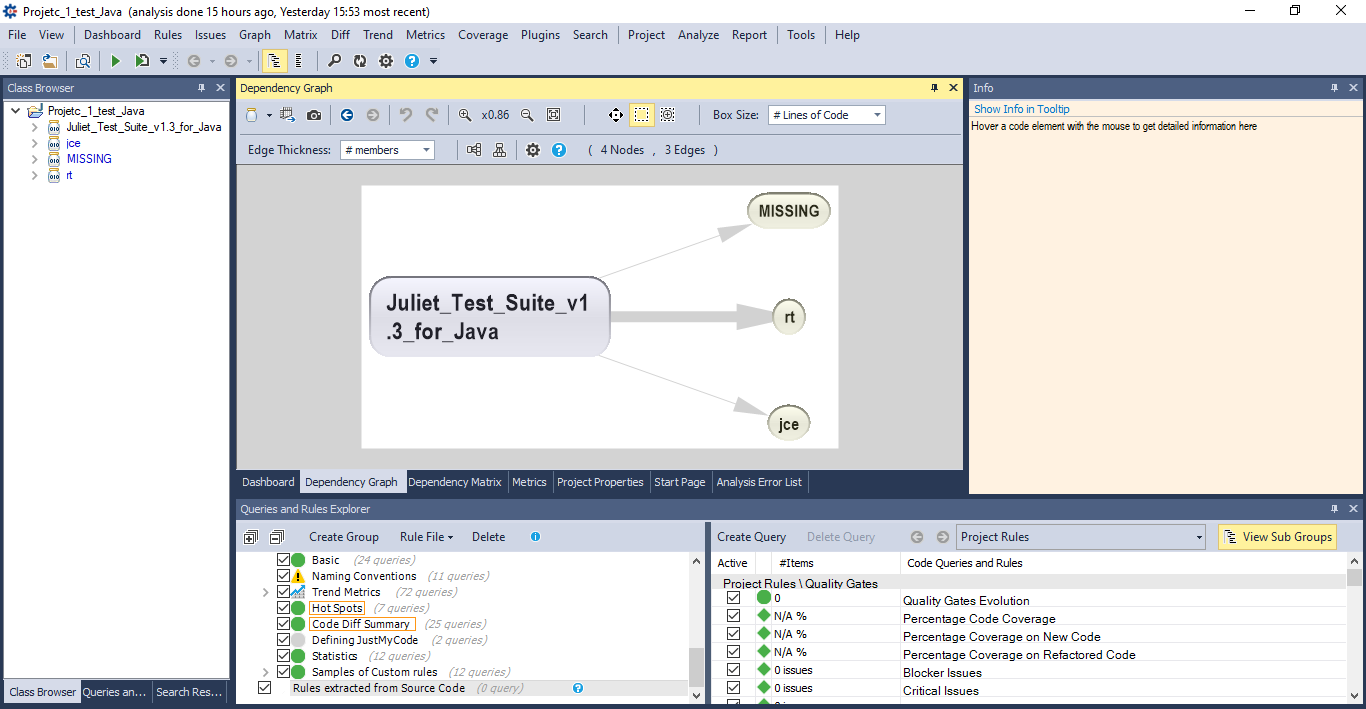 Projetc_1_test_Java (analysis done 15 hours ago, Yesterday 15:53 most recent)
File View Dashboard Rules Issues Graph Matrix Diff Trend Metrics Coverage Plugins Search Project Analyze Report Tools Help
Class Browser
Projetc_1_test_Java
Juliet_Test_Suite_v1.3_for_Java
jce
MISSING
rt
Class Browser Queries an... Search Res...
Dependency Graph
x0.86 Box Size: # Lines of Code
Edge Thickness: # members ( 4 Nodes , 3 Edges )
MISSING
Juliet_Test_Suite_v1
.3_for_Java
rt
jce
Dashboard Dependency Graph Dependency Matrix Metrics Project Properties Start Page Analysis Error List
Info
Show Info in Tooltip
Hover a code element with the mouse to get detailed information here
Queries and Rules Explorer
Create Group Rule File Delete
Basic (24 queries)
Naming Conventions (11 queries)
Trend Metrics (72 queries)
Hot Spots (7 queries)
Code Diff Summary (25 queries)
Defining JustMyCode (2 queries)
Statistics (12 queries)
Samples of Custom rules (12 queries)
Rules extracted from Source Code (0 query)
Create Query Delete Query Project Rules View Sub Groups
Active #Items Code Queries and Rules
Project Rules \ Quality Gates
0 Quality Gates Evolution
N/A % Percentage Code Coverage
N/A % Percentage Coverage on New Code
N/A % Percentage Coverage on Refactored Code
0 issues Blocker Issues
0 issues Critical Issues